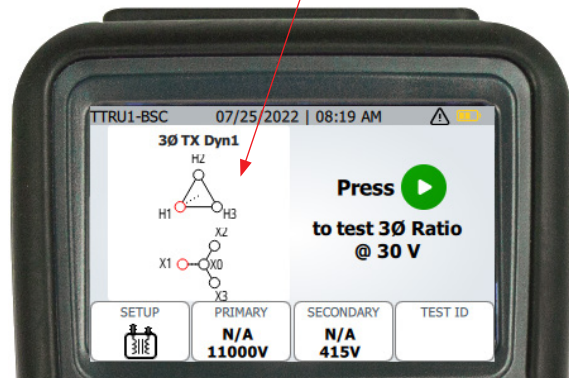 TTRU1-BSC 07/25/2022 | 08:19 AM
3Ø TX Dyn1
H2
H1 H3
X2
X1 X0
X3
Press
to test 3Ø Ratio
@ 30 V
SETUP PRIMARY SECONDARY TEST ID
N/A N/A
11000V 415V